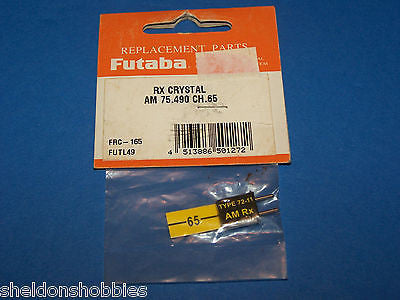 REPLACEMENT PARTS
Futaba
RX CRYSTAL
AM 75.490 CH.65
FRC-165
FUTL49
4 513886 501272
65
TYPE 72-11
AM Rx
sheldonshobbies